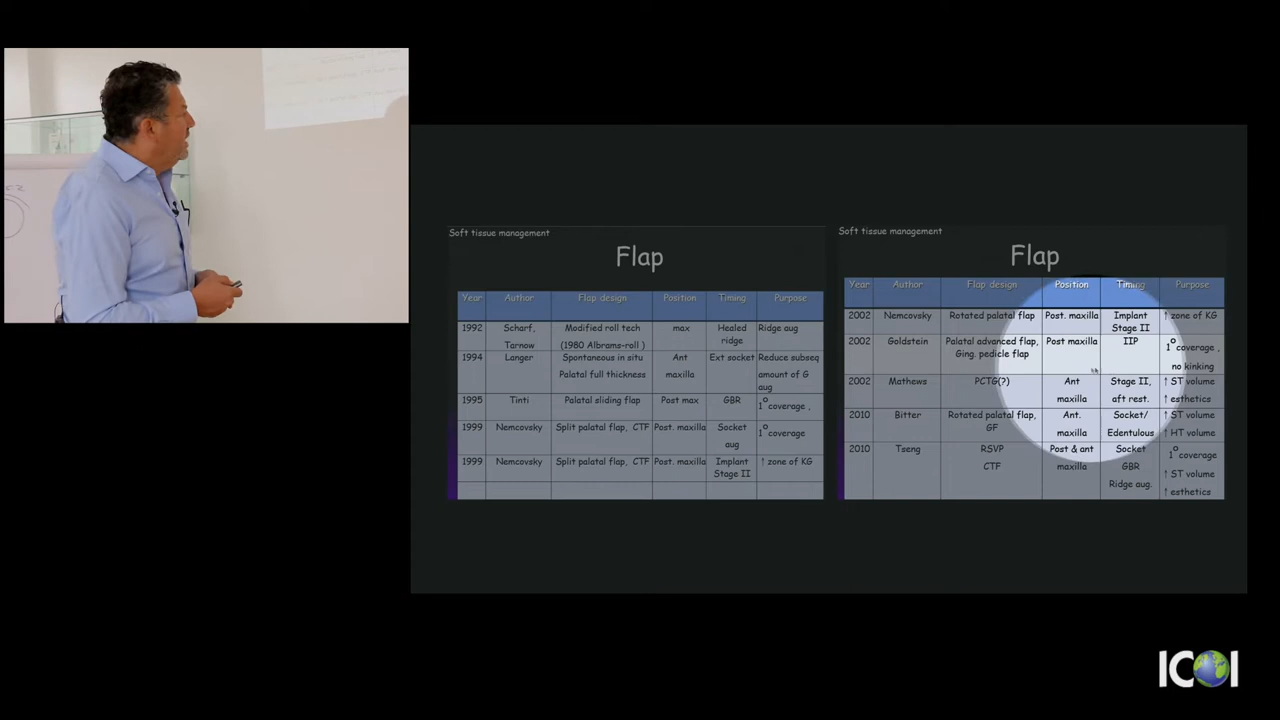 Soft tissue management
Flap
Year Author Flap design Position Timing Purpose
1992 Scharf, Tarnow Modified roll tech (1980 Albrams-roll ) max Healed ridge Ridge aug
1994 Langer Spontaneous in situ Palatal full thickness Ant maxilla Ext socket Reduce subseq amount of G aug
1995 Tinti Palatal sliding flap Post max GBR 1° coverage ,
1999 Nemcovsky Split palatal flap, CTF Post. maxilla Socket aug 1° coverage
1999 Nemcovsky Split palatal flap, CTF Post. maxilla Implant Stage II ↑ zone of KG
Soft tissue management
Flap
Year Author Flap design Position Timing Purpose
2002 Nemcovsky Rotated palatal flap Post. maxilla Implant Stage II ↑ zone of KG
2002 Goldstein Palatal advanced flap, Ging. pedicle flap Post maxilla IIP 1° coverage , no kinking
2002 Mathews PCTG(?) Ant maxilla Stage II, aft rest. ↑ ST volume ↑ esthetics
2010 Bitter Rotated palatal flap, GF Ant. maxilla Socket/ Edentulous ↑ ST volume ↑ HT volume
2010 Tseng RSVP CTF Post & ant maxilla Socket GBR Ridge aug. 1° coverage ↑ ST volume ↑ esthetics
ICOI